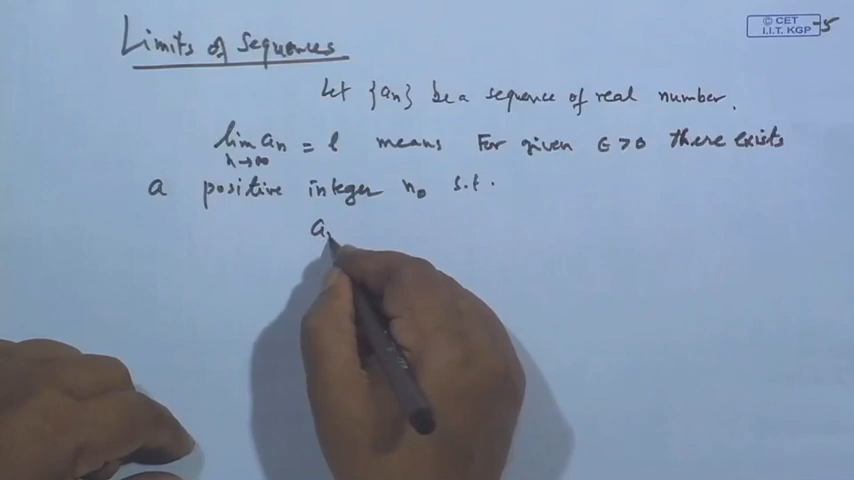 © CET
I.I.T. KGP
-5
Limits of Sequences
Let {an} be a sequence of real number.
lim an = l means For given ε > 0 there exists
n→∞
a positive integer n₀ s.t.
an